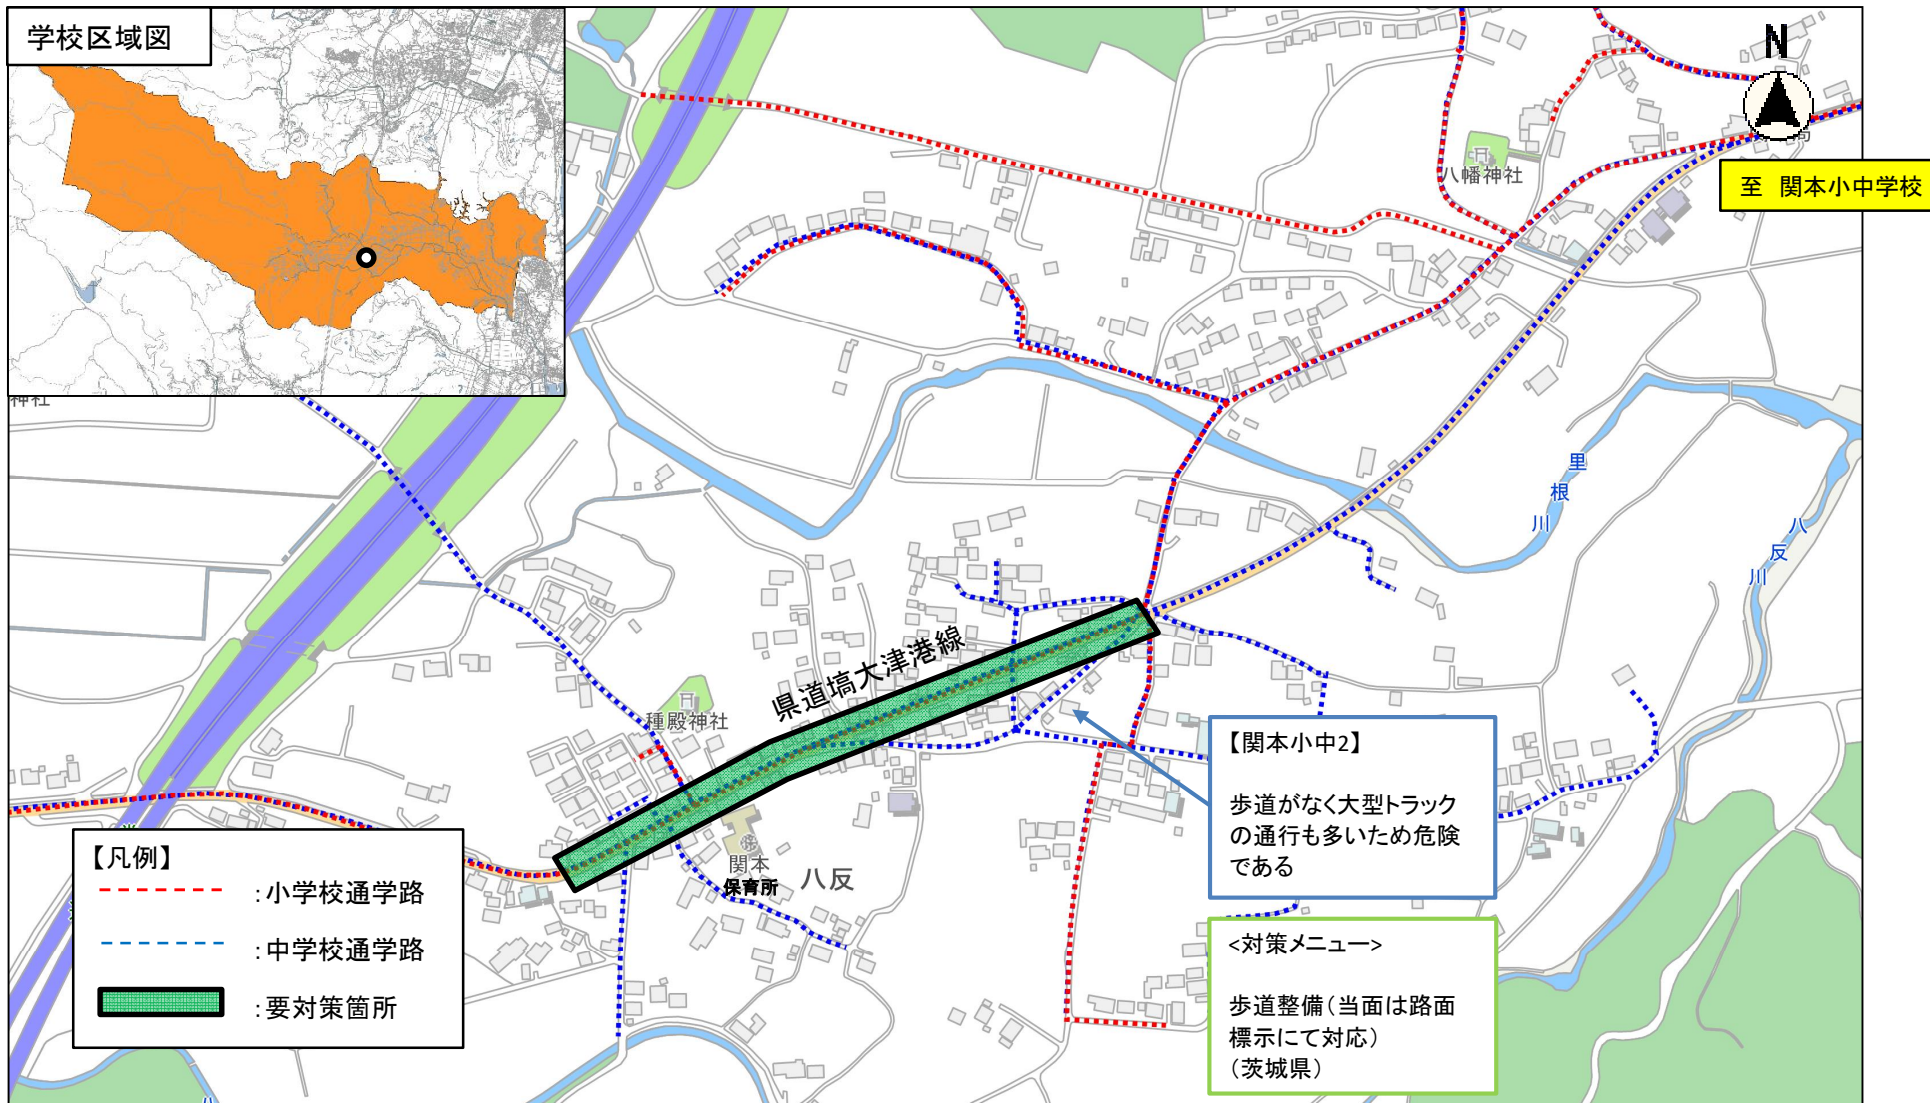 学校区域図
N
八幡神社
至 関本小中学校
神社
里根川
八反川
県道塙大津港線
種殿神社
関本
保育所
八反
【関本小中2】
歩道がなく大型トラック
の通行も多いため危険
である
【凡例】
:小学校通学路
:中学校通学路
:要対策箇所
<対策メニュー>
歩道整備(当面は路面
標示にて対応)
(茨城県)